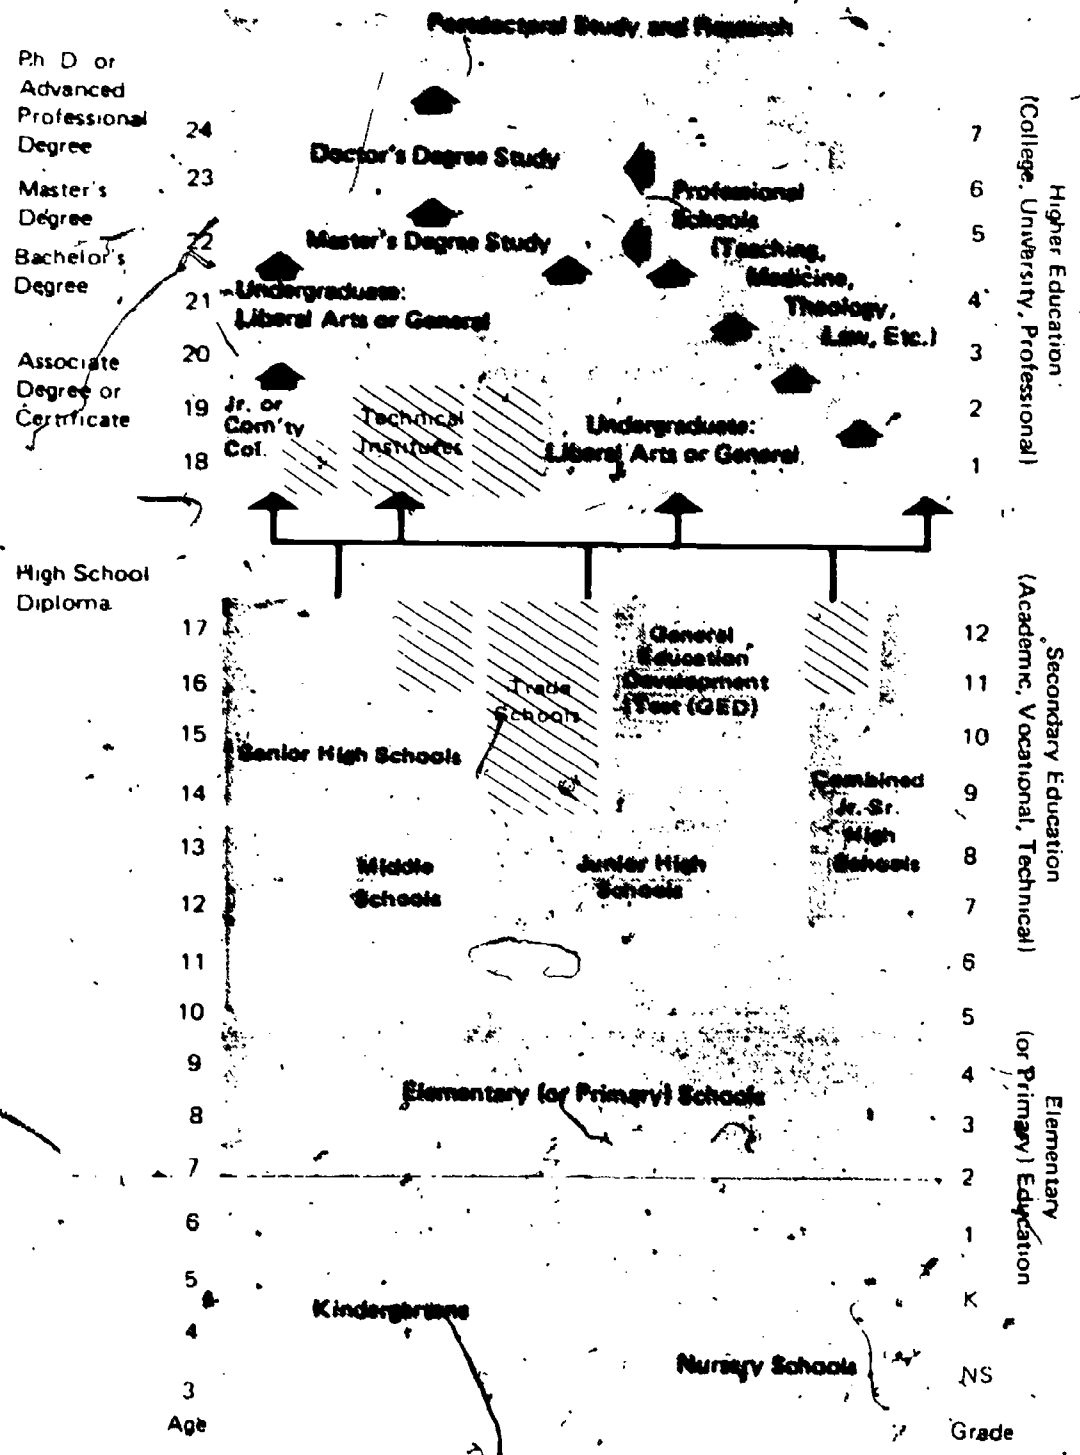 Postdoctoral Study and Research
Ph D or
Advanced
Professional
Degree
24
7
Doctor's Degree Study
23
6
Master's
Degree
Professional
Schools
(Teaching,
Medicine,
Theology,
Law, Etc.)
22
5
Master's Degree Study
Bachelor's
Degree
21
4
Undergraduate:
Liberal Arts or General
20
3
Associate
Degree or
Certificate
19
2
Jr. or
Com'ty
Col.
Technical
Institutes
Undergraduate:
Liberal Arts or General
18
1
Higher Education
(College, University, Professional)
High School
Diploma
17
12
General
Education
Development
Test (GED)
16
11
Trade
Schools
15
10
Senior High Schools
14
9
Combined
Jr. Sr.
High
Schools
13
8
Middle
Schools
Junior High
Schools
12
7
11
6
Secondary Education
(Academic, Vocational, Technical)
10
5
9
4
Elementary (or Primary) Schools
8
3
7
2
6
1
Elementary
(or Primary) Education
5
K
Kindergartens
4
Nursery Schools
NS
3
Age
Grade